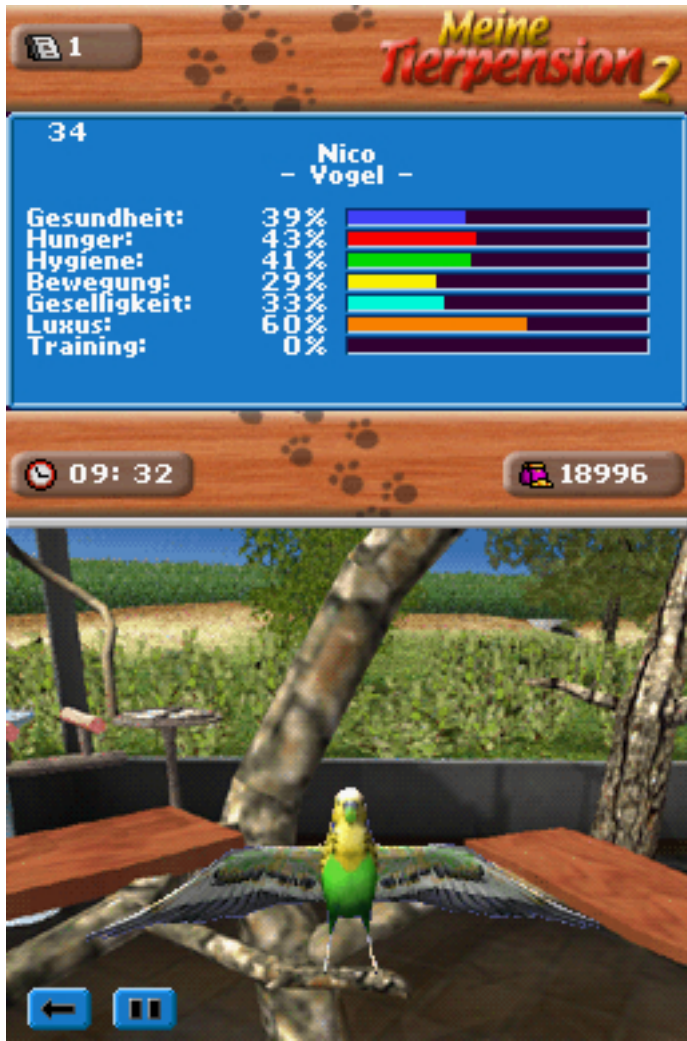 1
Meine
Tierpension 2
34
Nico
- Vogel -
Gesundheit: 39%
Hunger: 43%
Hygiene: 41%
Bewegung: 29%
Geselligkeit: 33%
Luxus: 60%
Training: 0%
09: 32
18996